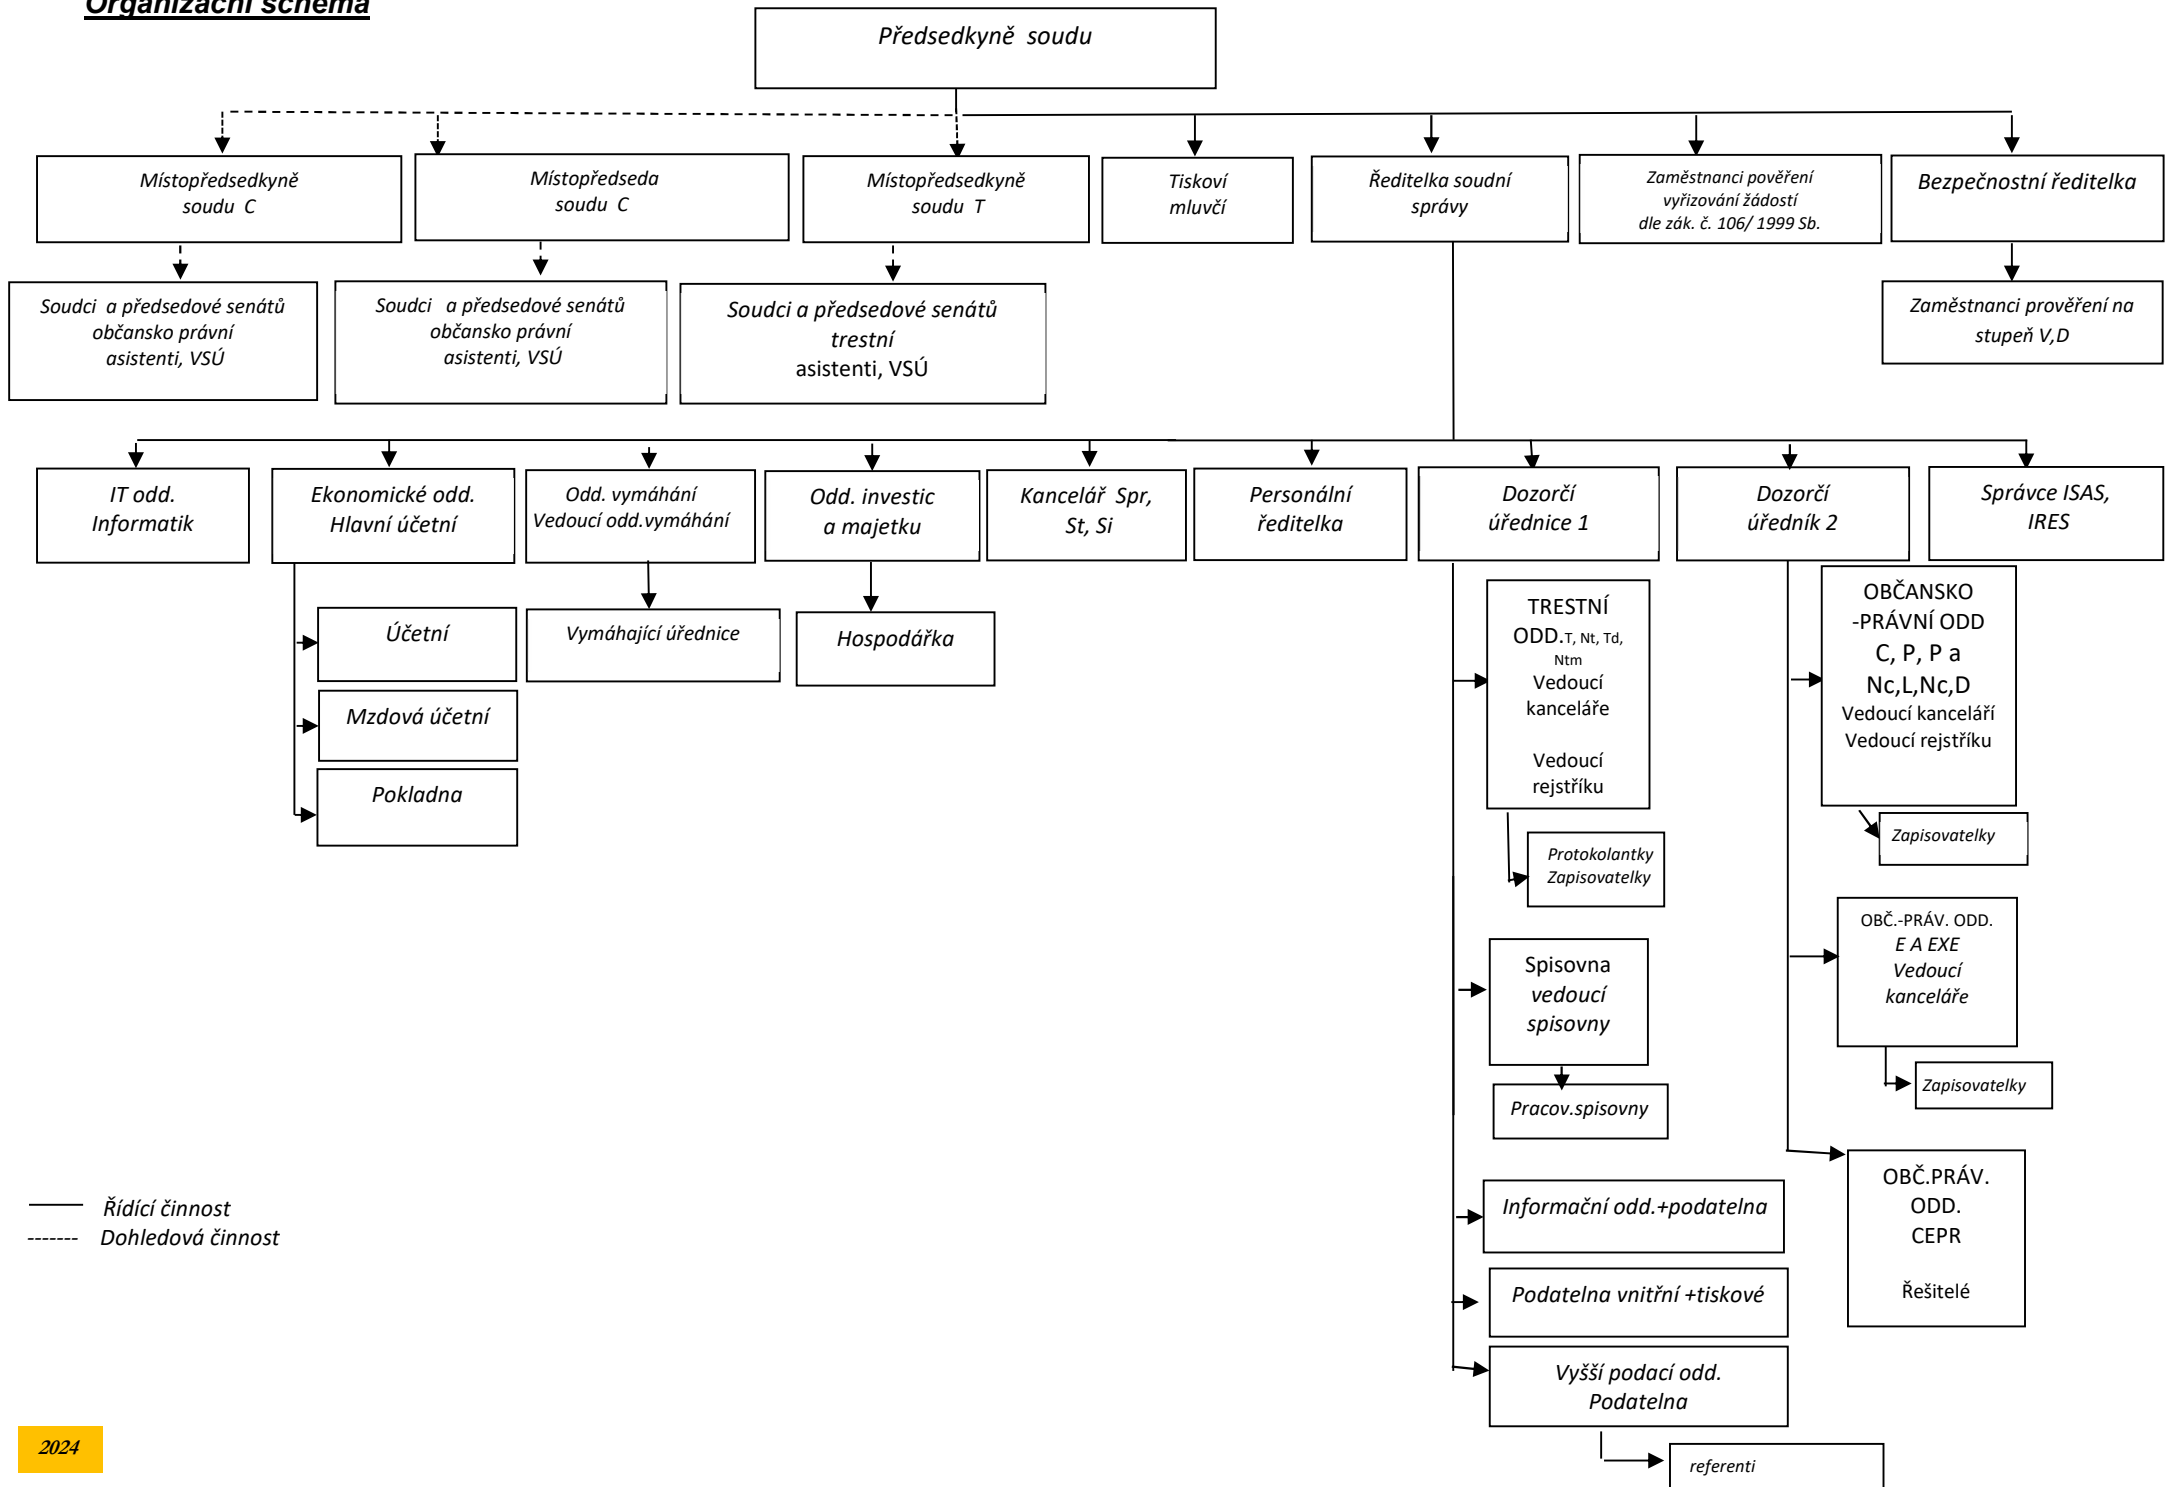 Organizační schéma
Předsedkyně soudu
Místopředsedkyně
soudu C
Místopředseda
soudu C
Místopředsedkyně
soudu T
Tiskoví
mluvčí
Ředitelka soudní
správy
Zaměstnanci pověření
vyřizování žádostí
dle zák. č. 106/ 1999 Sb.
Bezpečnostní ředitelka
Soudci a předsedové senátů
občansko právní
asistenti, VSÚ
Soudci a předsedové senátů
občansko právní
asistenti, VSÚ
Soudci a předsedové senátů
trestní
asistenti, VSÚ
Zaměstnanci prověření na
stupeň V,D
IT odd.
Informatik
Ekonomické odd.
Hlavní účetní
Odd. vymáhání
Vedoucí odd.vymáhání
Odd. investic
a majetku
Kancelář Spr,
St, Si
Personální
ředitelka
Dozorčí
úřednice 1
Dozorčí
úředník 2
Správce ISAS,
IRES
Účetní
Mzdová účetní
Pokladna
Vymáhající úřednice
Hospodářka
TRESTNÍ
ODD.T, Nt, Td,
Ntm
Vedoucí
kanceláře
Vedoucí
rejstříku
Protokolantky
Zapisovatelky
Spisovna
vedoucí
spisovny
Pracov.spisovny
Informační odd.+podatelna
Podatelna vnitřní +tiskové
Vyšší podací odd.
Podatelna
referenti
OBČANSKO
-PRÁVNÍ ODD
C, P, P a
Nc,L,Nc,D
Vedoucí kanceláří
Vedoucí rejstříku
Zapisovatelky
OBČ.-PRÁV. ODD.
E A EXE
Vedoucí
kanceláře
Zapisovatelky
OBČ.PRÁV.
ODD.
CEPR
Řešitelé
Řídící činnost
Dohledová činnost
2024